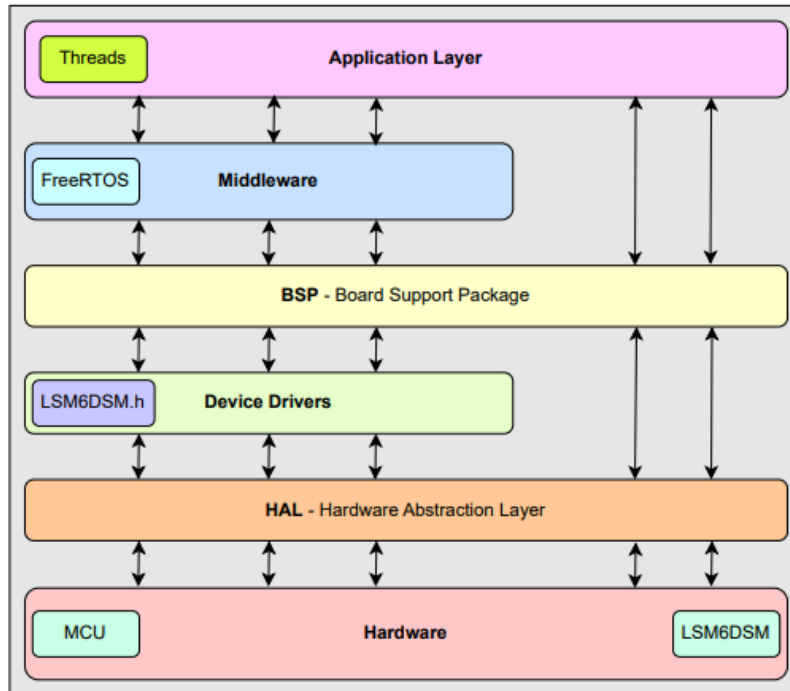 Threads
Application Layer
FreeRTOS
Middleware
BSP - Board Support Package
LSM6DSM.h
Device Drivers
HAL - Hardware Abstraction Layer
MCU
Hardware
LSM6DSM